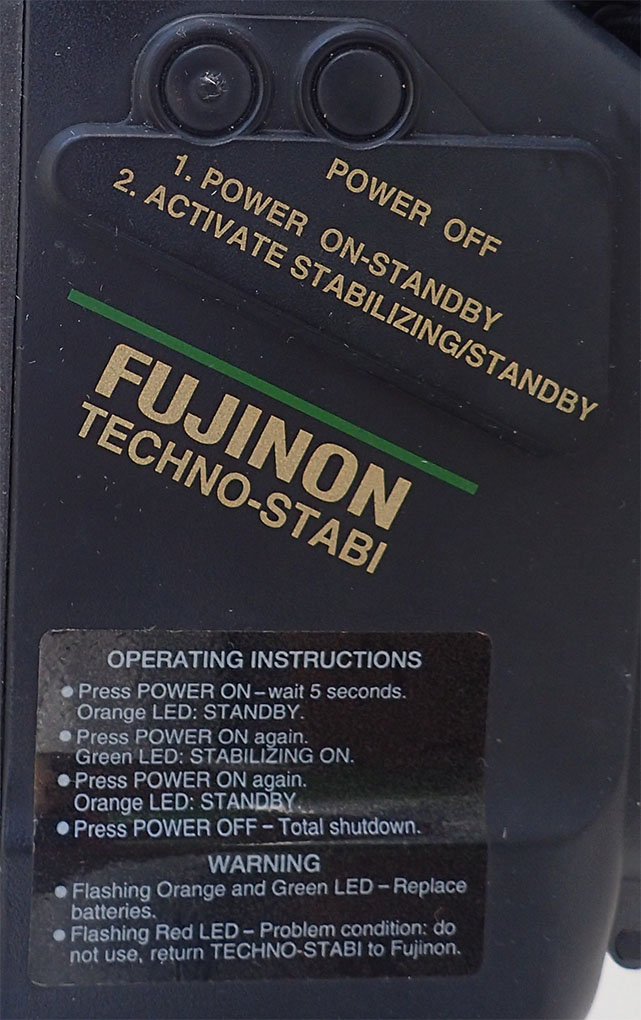 POWER OFF
1. POWER ON-STANDBY
2. ACTIVATE STABILIZING/STANDBY
FUJINON
TECHNO-STABI
OPERATING INSTRUCTIONS
● Press POWER ON – wait 5 seconds.
Orange LED: STANDBY.
● Press POWER ON again.
Green LED: STABILIZING ON.
● Press POWER ON again.
Orange LED: STANDBY.
● Press POWER OFF – Total shutdown.
WARNING
● Flashing Orange and Green LED – Replace
batteries.
● Flashing Red LED – Problem condition: do
not use, return TECHNO-STABI to Fujinon.